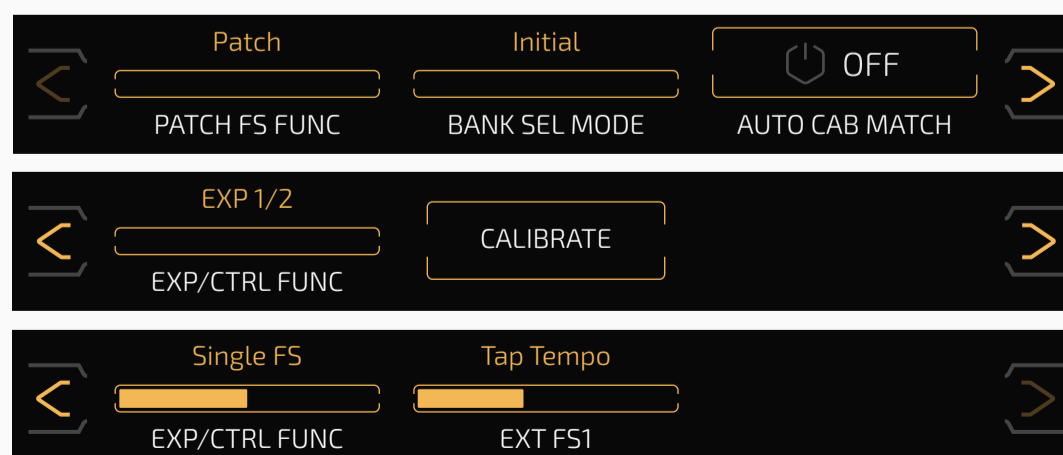 Patch Initial
OFF
PATCH FS FUNC BANK SEL MODE AUTO CAB MATCH
EXP 1/2
CALIBRATE
EXP/CTRL FUNC
Single FS Tap Tempo
EXP/CTRL FUNC EXT FS1